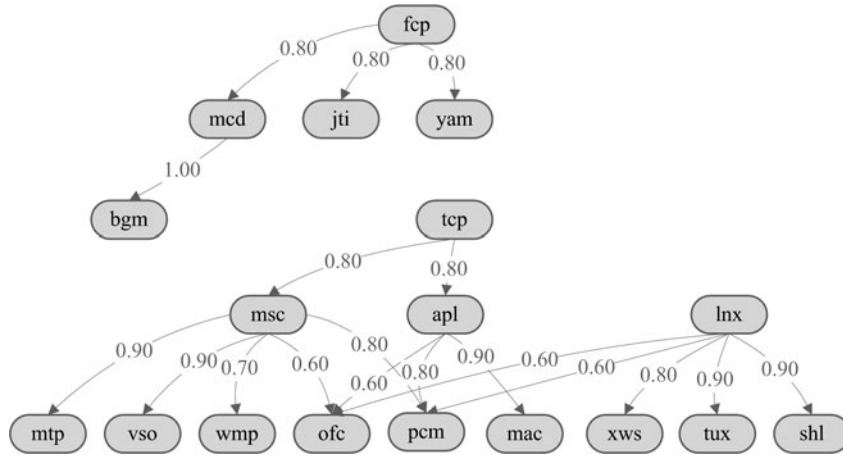 fcp
0.80 0.80 0.80
mcd jti yam
1.00
bgm tcp
0.80 0.80
msc apl lnx
0.90 0.90 0.70 0.60 0.80 0.60 0.80 0.90 0.60 0.60 0.80 0.90 0.90
mtp vso wmp ofc pcm mac xws tux shl